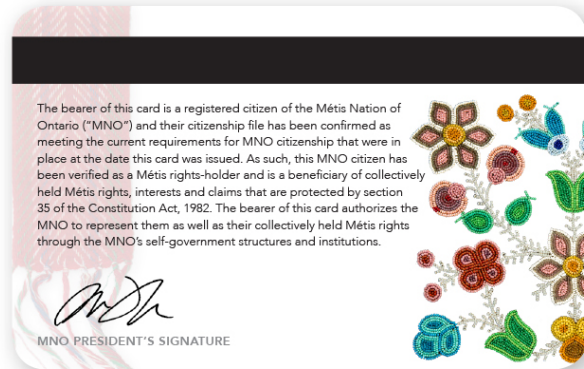 The bearer of this card is a registered citizen of the Métis Nation of
Ontario (“MNO”) and their citizenship file has been confirmed as
meeting the current requirements for MNO citizenship that were in
place at the date this card was issued. As such, this MNO citizen has
been verified as a Métis rights-holder and is a beneficiary of collectively
held Métis rights, interests and claims that are protected by section
35 of the Constitution Act, 1982. The bearer of this card authorizes the
MNO to represent them as well as their collectively held Métis rights
through the MNO’s self-government structures and institutions.
MNO PRESIDENT’S SIGNATURE